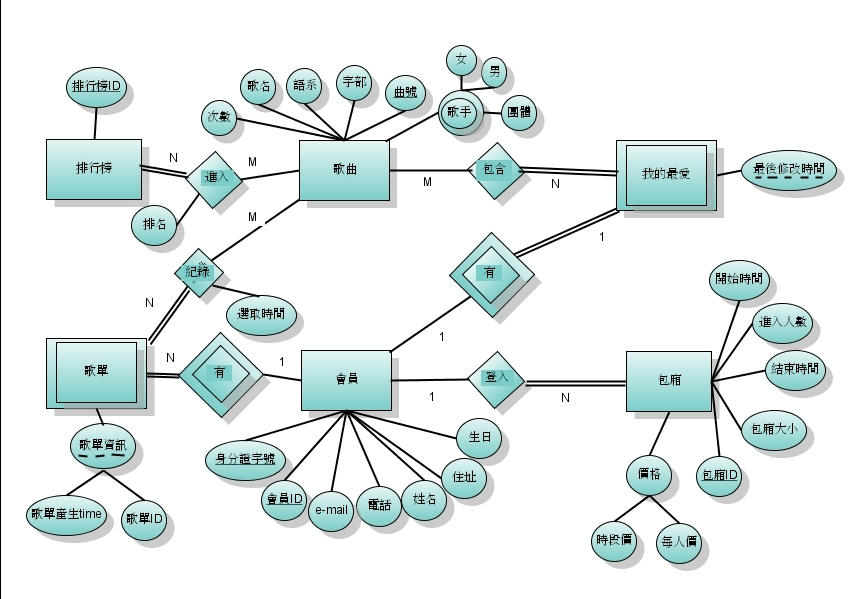 女
男
排行榜ID
歌名
語系
字部
曲號
次數
歌手
團體
N
M
M
N
排行榜
進入
歌曲
包含
我的最愛
最後修改時間
排名
M
1
紀錄
有
開始時間
N
選取時間
進入人數
1
歌單
N
有
1
會員
1
登入
N
包廂
結束時間
包廂大小
歌單資訊
生日
身分證字號
價格
包廂ID
住址
會員ID
e-mail
電話
姓名
歌單產生time
歌單ID
時段價
每人價